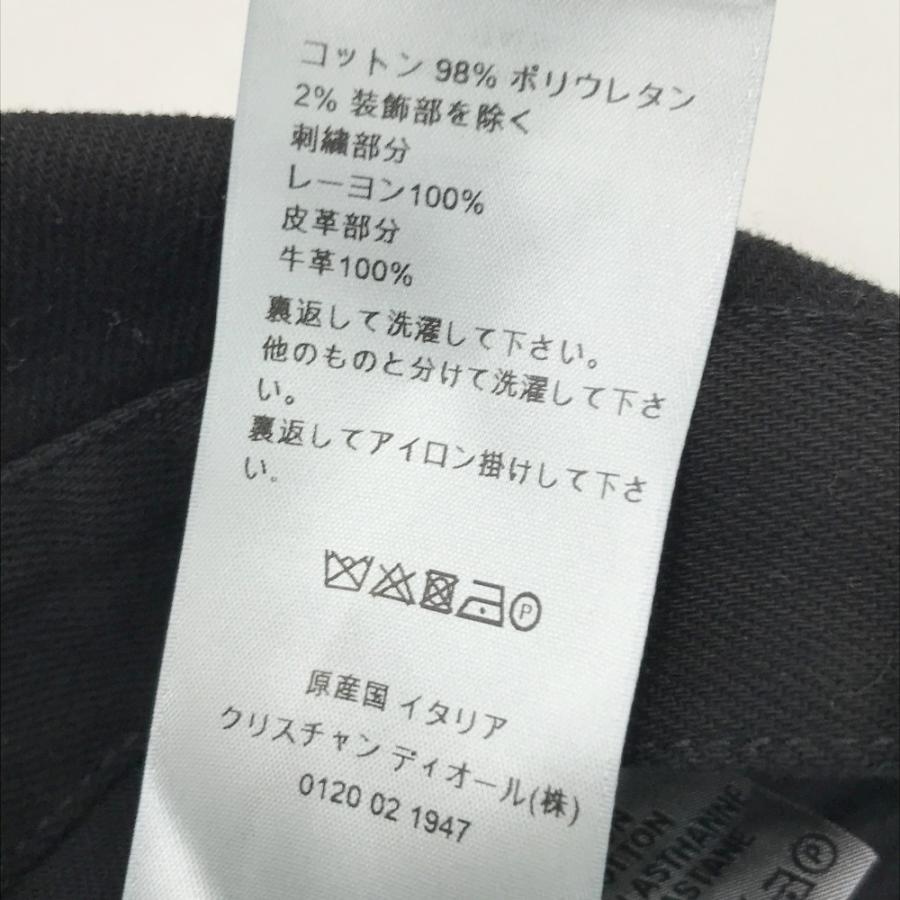 コットン 98% ポリウレタン
2% 装飾部を除く
刺繍部分
レーヨン100%
皮革部分
牛革100%
裏返して洗濯して下さい。
他のものと分けて洗濯して下さ
い。
裏返してアイロン掛けして下さ
い。
P
原産国 イタリア
クリスチャン ディオール(株)
0120 02 1947
OTTON
LASTHANNE
ASTANE
P